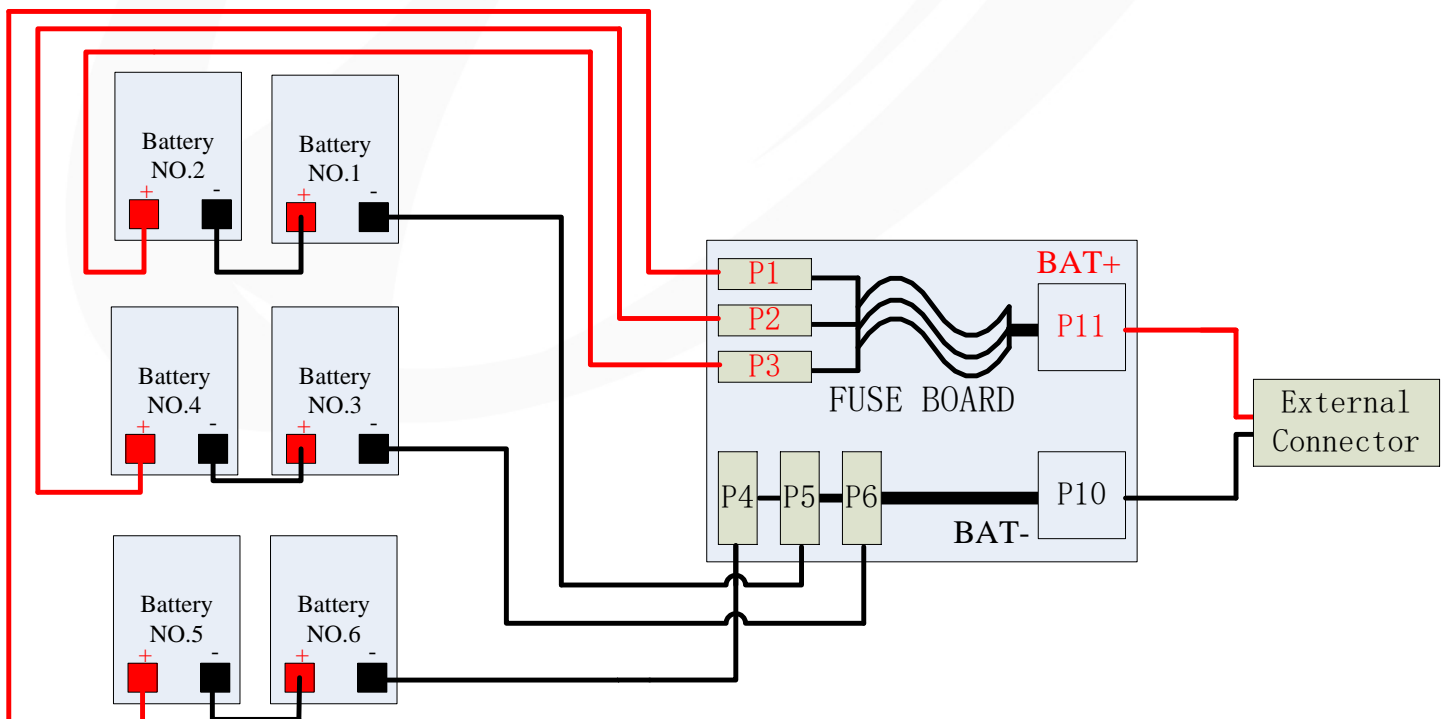 Battery
NO.2
+
-
Battery
NO.1
+
-
Battery
NO.4
+
-
Battery
NO.3
+
-
Battery
NO.5
+
-
Battery
NO.6
+
-
P1
P2
P3
FUSE BOARD
BAT+
P11
P4
P5
P6
BAT-
P10
External
Connector